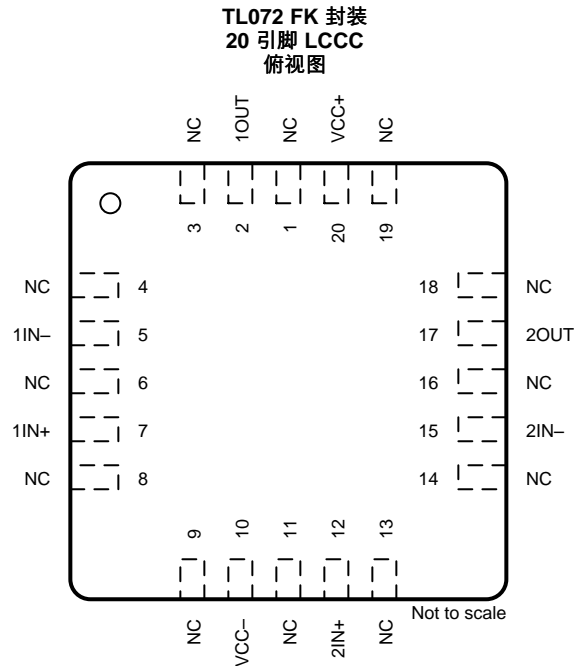 TL072 FK 封装
20 引脚 LCCC
俯视图
NC 1OUT NC VCC+ NC
3 2 1 20 19
NC 4 18 NC
1IN– 5 17 2OUT
NC 6 16 NC
1IN+ 7 15 2IN–
NC 8 14 NC
9 10 11 12 13
NC VCC– NC 2IN+ NC
Not to scale